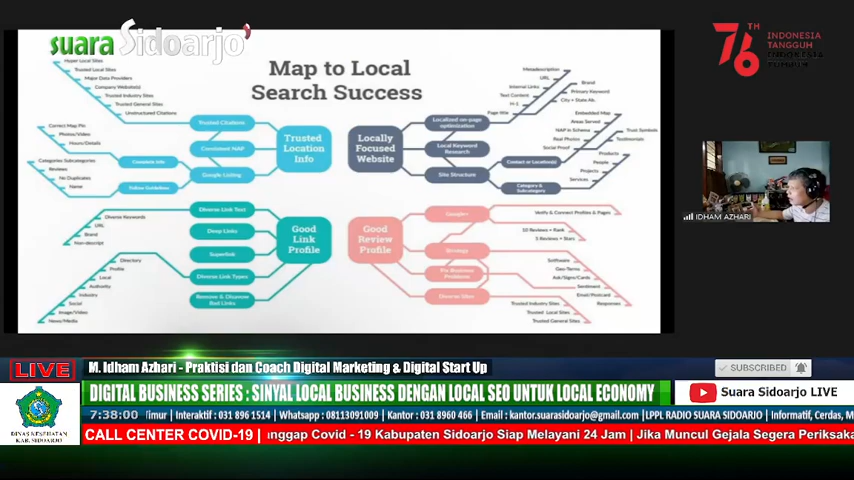 suara Sidoarjo
76TH
INDONESIA
TANGGUH
INDONESIA
TUMBUH
Map to Local
Search Success
Hyper Local Sites
Trusted Local Sites
Major Data Providers
Company Website(s)
Trusted Industry Sites
Trusted General Sites
Unstructured Citations
Correct Map Pin
Photos/Video
Hours/Details
Categories Subcategories
Reviews
No Duplicates
Name
Trusted Citations
Consistent NAP
Complete Info
Google Listing
Follow Guidelines
Trusted
Location
Info
Locally
Focused
Website
Localized on-page
optimization
Local Keyword
Research
Site Structure
Contact or Location(s)
Category &
Subcategory
Metadescription
URL
Internal Links
Text Content
H-1
Page title
Brand
Primary Keyword
City + State Ab.
Embedded Map
Areas Served
NAP in Schema
Real Photos
Social Proof
Trust Symbols
Testimonials
Products
People
Projects
Services
Diverse Link Text
Deep Links
Superlink
Diverse Link Types
Remove & Disavow
Bad Links
Good
Link
Profile
Diverse Keywords
URL
Brand
Non-descript
Directory
Profile
Local
Authority
Industry
Social
Image/Video
News/Media
Good
Review
Profile
Google+
Strategy
Fix Business
Problems
Diverse Sites
Verify & Connect Profiles & Pages
10 Reviews = Rank
5 Reviews = Stars
Software
Geo-Terms
Ask/Signs/Cards
Sentiment
Email/Postcard
Responses
Trusted Industry Sites
Trusted Local Sites
Trusted General Sites
IDHAM AZHARI
LIVE
M. Idham Azhari - Praktisi dan Coach Digital Marketing & Digital Start Up
SUBSCRIBED
DIGITAL BUSINESS SERIES : SINYAL LOCAL BUSINESS DENGAN LOCAL SEO UNTUK LOCAL ECONOMY
Suara Sidoarjo LIVE
DINAS KESEHATAN
KAB. SIDOARJO
7:38:00 Timur | Interaktif : 031 896 1514 | Whatsapp : 08113091009 | Kantor : 031 8960 466 | Email : kantor.suarasidoarjo@gmail.com |LPPL RADIO SUARA SIDOARJO | Informatif, Cerdas, M
CALL CENTER COVID-19 | anggap Covid - 19 Kabupaten Sidoarjo Siap Melayani 24 Jam | Jika Muncul Gejala Segera Periksaka